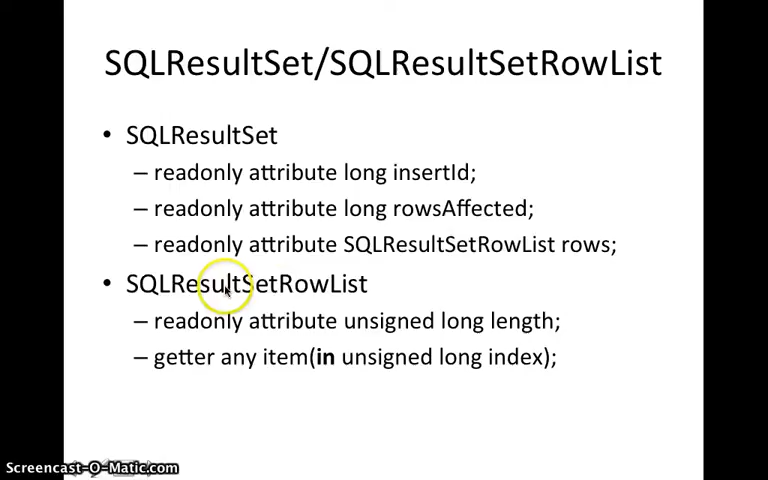 SQLResultSet/SQLResultSetRowList
• SQLResultSet
– readonly attribute long insertId;
– readonly attribute long rowsAffected;
– readonly attribute SQLResultSetRowList rows;
• SQLResultSetRowList
– readonly attribute unsigned long length;
– getter any item(in unsigned long index);
Screencast-O-Matic.com